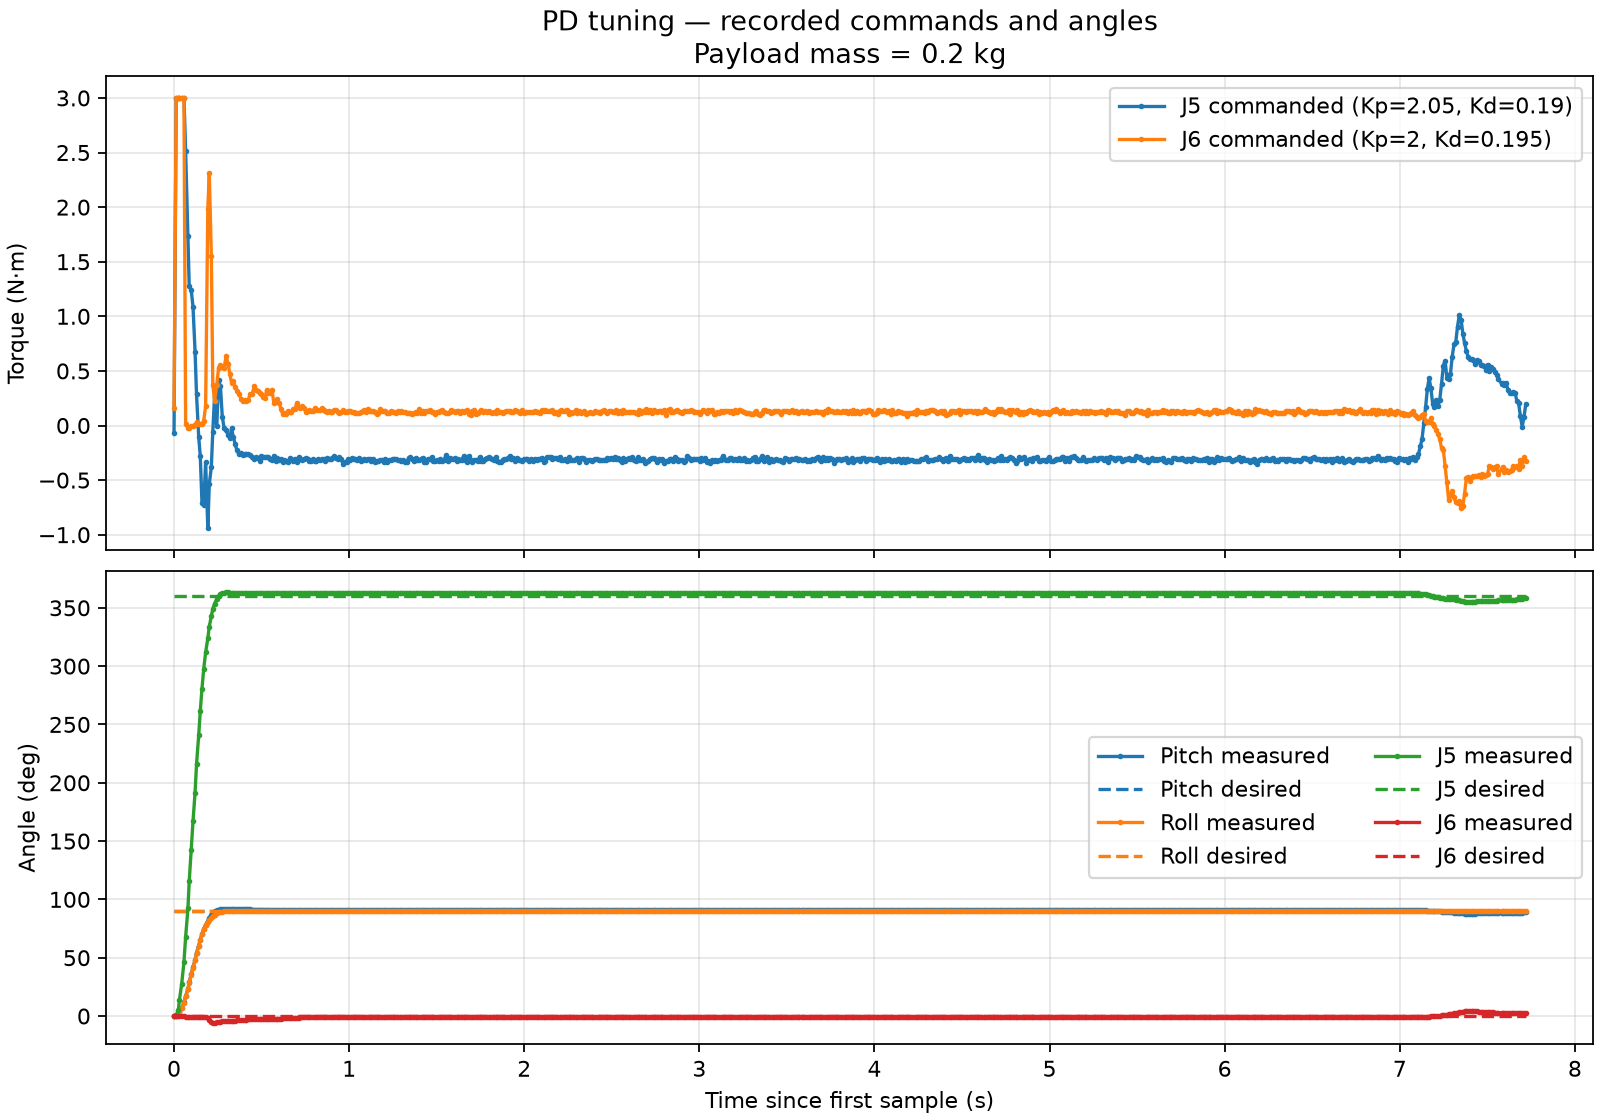 PD tuning — recorded commands and angles
Payload mass = 0.2 kg
J5 commanded (Kp=2.05, Kd=0.19)
J6 commanded (Kp=2, Kd=0.195)
Torque (N·m)
3.0
2.5
2.0
1.5
1.0
0.5
0.0
−0.5
−1.0
Angle (deg)
350
300
250
200
150
100
50
0
Pitch measured
Pitch desired
Roll measured
Roll desired
J5 measured
J5 desired
J6 measured
J6 desired
0 1 2 3 4 5 6 7 8
Time since first sample (s)